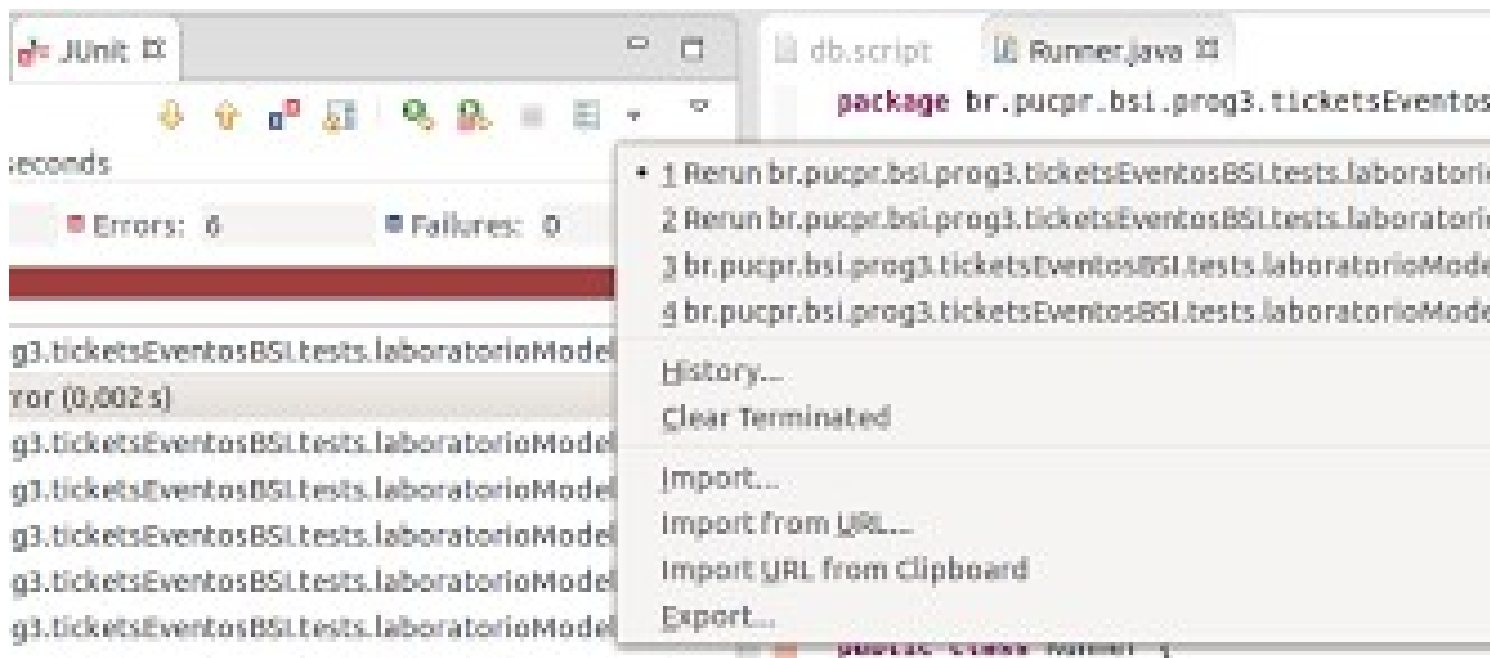 JUnit
db.script
Runner.java
package br.pucpr.bsi.prog3.ticketsEventos
seconds
Errors: 6
Failures: 0
g3.ticketsEventosBSI.tests.laboratorioModel
rror (0,002 s)
g3.ticketsEventosBSI.tests.laboratorioModel
g3.ticketsEventosBSI.tests.laboratorioModel
g3.ticketsEventosBSI.tests.laboratorioModel
g3.ticketsEventosBSI.tests.laboratorioModel
g3.ticketsEventosBSI.tests.laboratorioModel
1 Rerun br.pucpr.bsi.prog3.ticketsEventosBSI.tests.laboratori
2 Rerun br.pucpr.bsi.prog3.ticketsEventosBSI.tests.laboratori
3 br.pucpr.bsi.prog3.ticketsEventosBSI.tests.laboratorioMode
4 br.pucpr.bsi.prog3.ticketsEventosBSI.tests.laboratorioMode
History...
Clear Terminated
Import...
Import from URL...
Import URL from Clipboard
Export...
public class Runner {